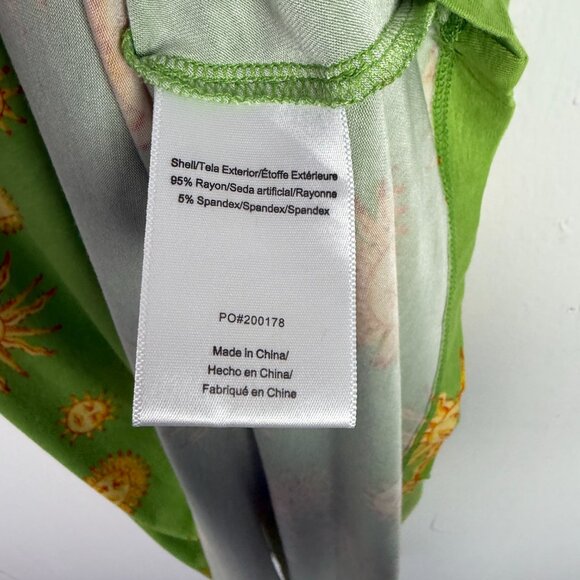 Shell/Tela Exterior/Étoffe Extérieure
95% Rayon/Seda artificial/Rayonne
5% Spandex/Spandex/Spandex
PO#200178
Made in China/
Hecho en China/
Fabriqué en Chine